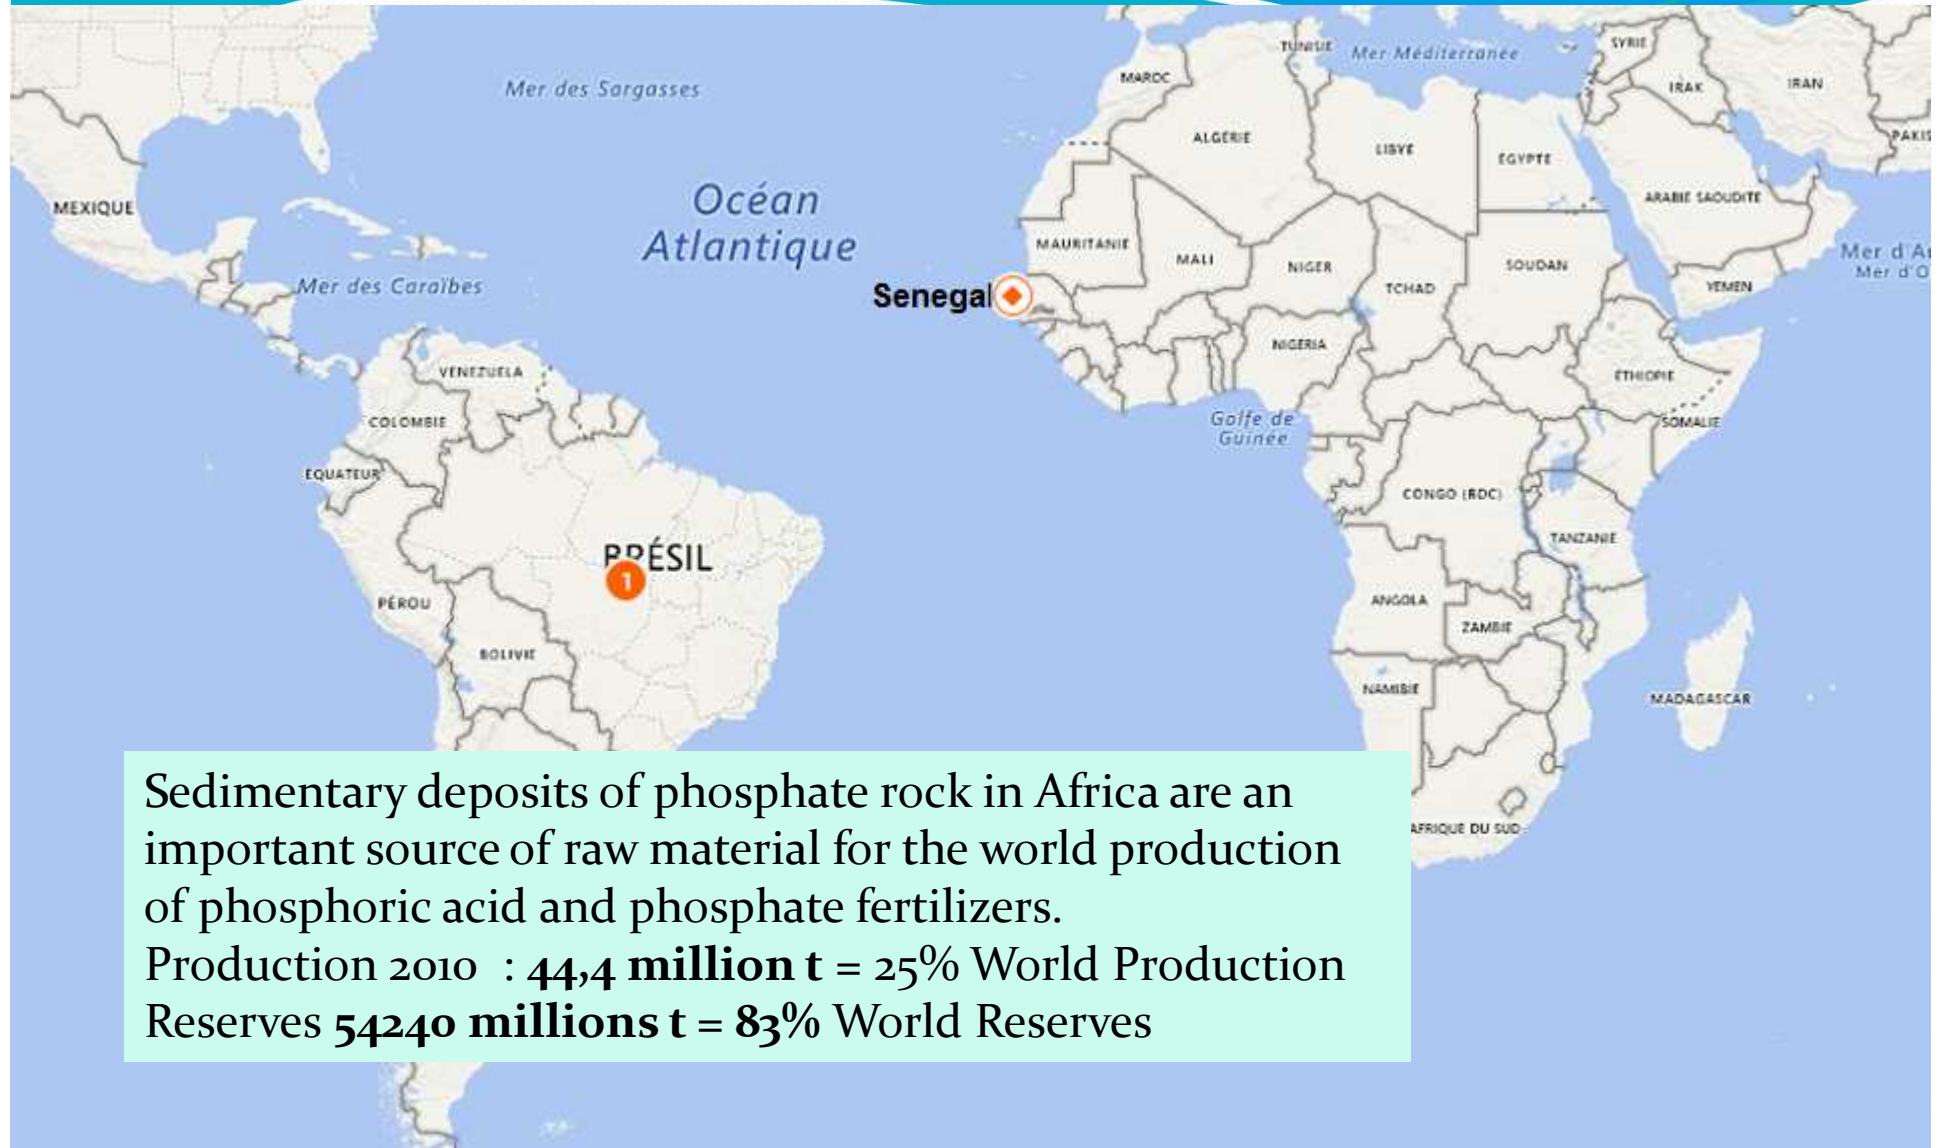 TUNISIE
Mer Méditerranée
SYRIE
MAROC
IRAK
IRAN
Mer des Sargasses
ALGÉRIE
LIBYE
ÉGYPTE
MEXIQUE
Océan
Atlantique
ARABIE SAOUDITE
MAURITANIE
MALI
NIGER
TCHAD
SOUDAN
YEMEN
Mer des Caraïbes
Senegal
NIGÉRIA
VENEZUELA
ÉTHIOPIE
COLOMBIE
Golfe de
Guinée
SOMALIE
ÉQUATEUR
CONGO (RDC)
BRÉSIL
1
TANZANIE
PÉROU
ANGOLA
ZAMBIE
BOLIVIE
NAMIBIE
MADAGASCAR
AFRIQUE DU SUD
Sedimentary deposits of phosphate rock in Africa are an
important source of raw material for the world production
of phosphoric acid and phosphate fertilizers.
Production 2010 : 44,4 million t = 25% World Production
Reserves 54240 millions t = 83% World Reserves